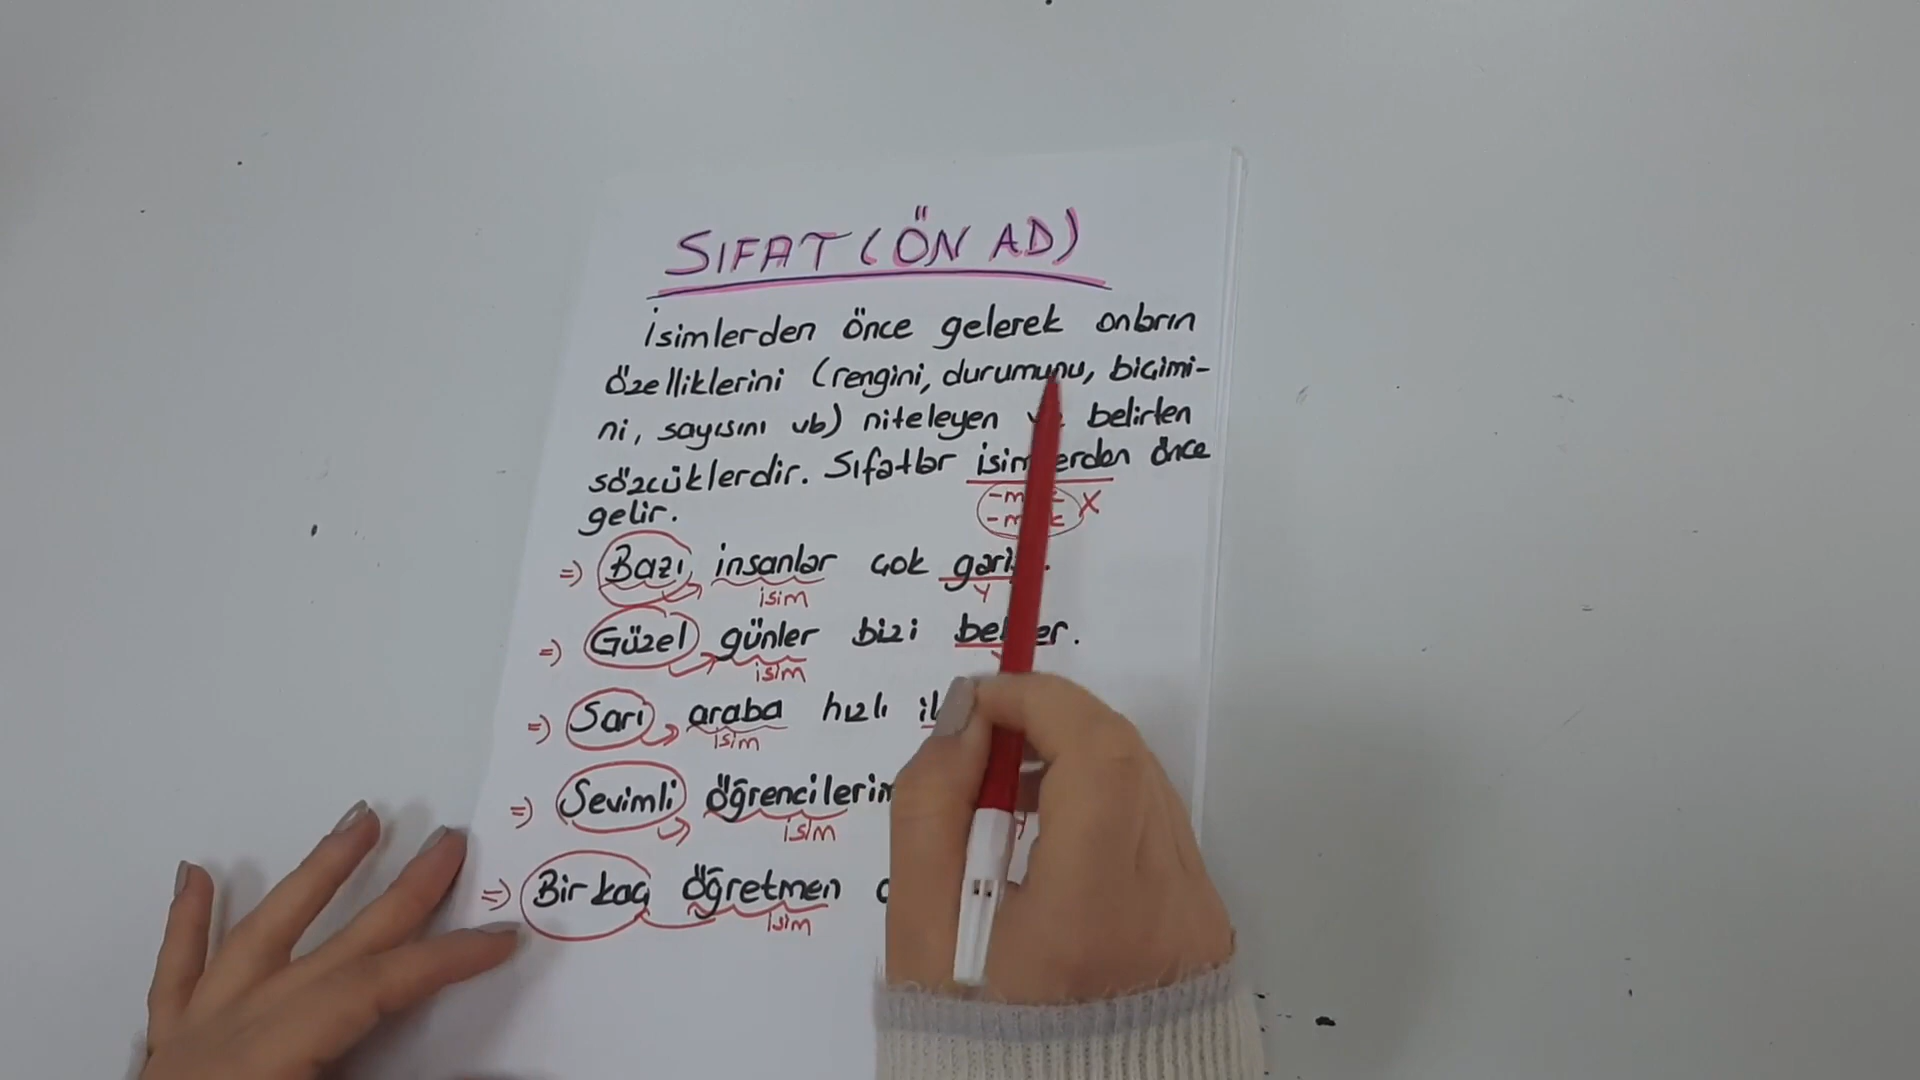 SIFAT (ÖN AD)
İsimlerden önce gelerek onların
özelliklerini (rengini, durumunu, biçimi-
ni, sayısını vb) niteleyen ve belirten
sözcüklerdir. Sıfatlar isimlerden önce
gelir.
X
=) Bazı insanlar çok
isim Y
=) Güzel günler bizi
isim
=) Sarı araba hızlı
isim
=) Sevimli
isim
=) Birkaç öğretmen
isim